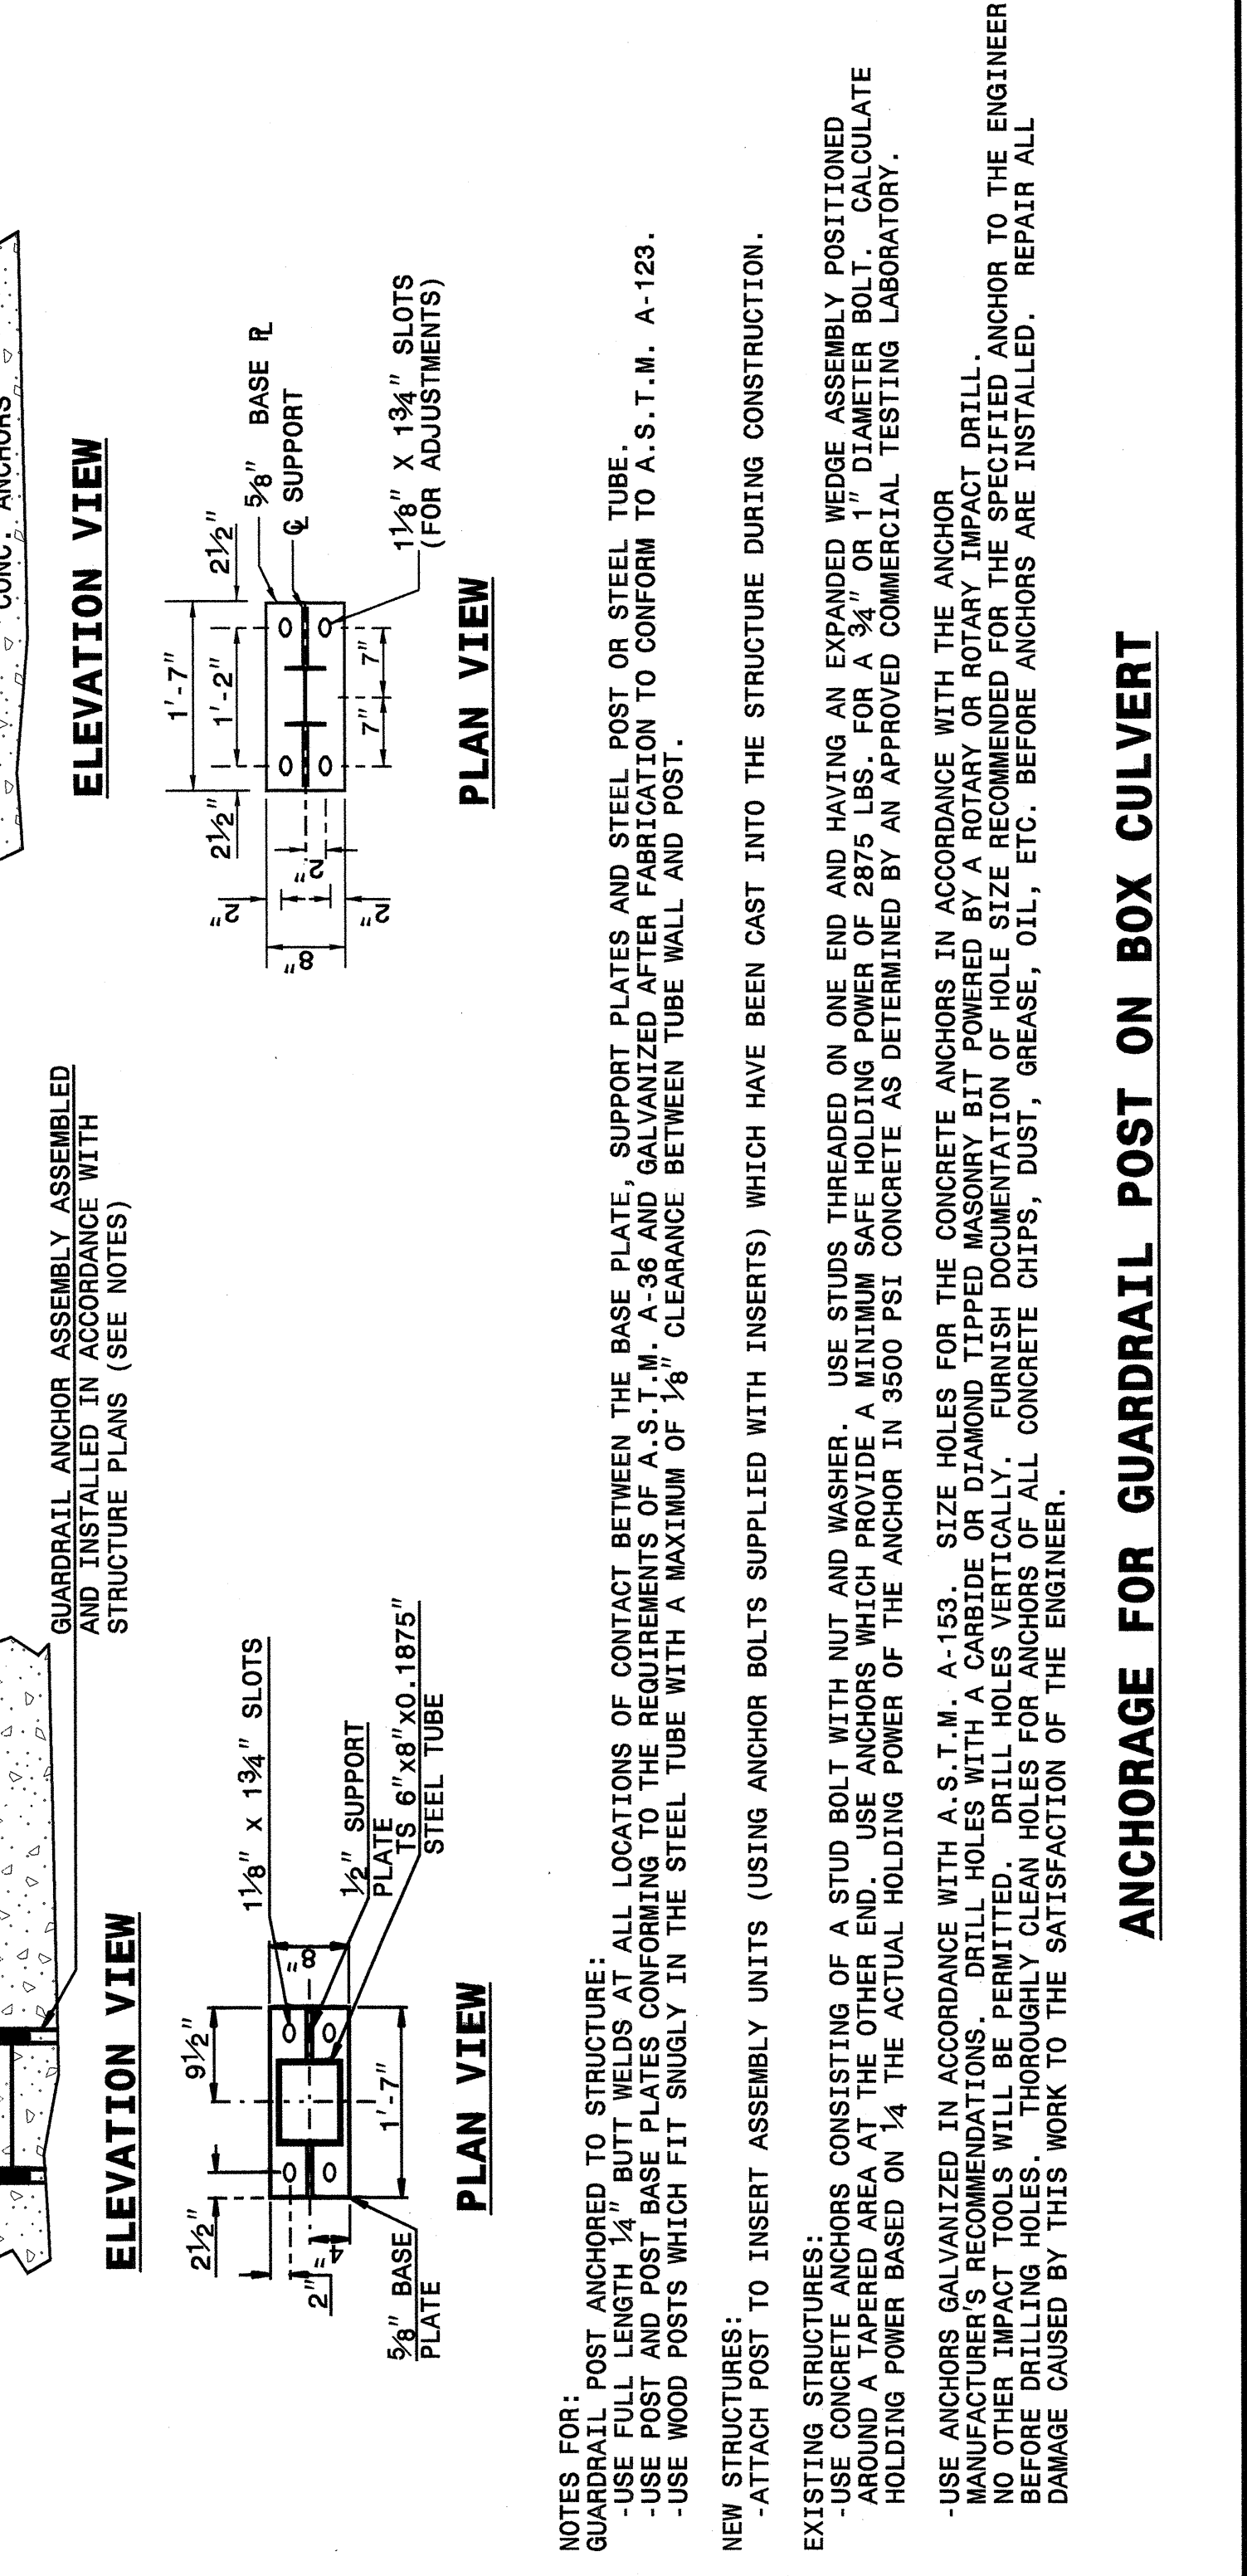 CONC. ANCHORS
GUARDRAIL ANCHOR ASSEMBLY ASSEMBLED
AND INSTALLED IN ACCORDANCE WITH
STRUCTURE PLANS (SEE NOTES)
ELEVATION VIEW
ELEVATION VIEW
2½"
9½"
1⅛" X 1¾" SLOTS
8"
½" SUPPORT
PLATE
TS 6"x8"x0.1875"
STEEL TUBE
2"
4"
1'-7"
⅝" BASE
PLATE
PLAN VIEW
1'-7"
2½"
1'-2"
2½"
2"
2"
2"
8"
7"
7"
⅝" BASE ⅊
℄ SUPPORT
1⅛" X 1¾" SLOTS
(FOR ADJUSTMENTS)
PLAN VIEW
NOTES FOR:
GUARDRAIL POST ANCHORED TO STRUCTURE:
-USE FULL LENGTH ¼" BUTT WELDS AT ALL LOCATIONS OF CONTACT BETWEEN THE BASE PLATE, SUPPORT PLATES AND STEEL POST OR STEEL TUBE.
-USE POST AND POST BASE PLATES CONFORMING TO THE REQUIREMENTS OF A.S.T.M. A-36 AND GALVANIZED AFTER FABRICATION TO CONFORM TO A.S.T.M. A-123.
-USE WOOD POSTS WHICH FIT SNUGLY IN THE STEEL TUBE WITH A MAXIMUM OF ⅛" CLEARANCE BETWEEN TUBE WALL AND POST.
NEW STRUCTURES:
-ATTACH POST TO INSERT ASSEMBLY UNITS (USING ANCHOR BOLTS SUPPLIED WITH INSERTS) WHICH HAVE BEEN CAST INTO THE STRUCTURE DURING CONSTRUCTION.
EXISTING STRUCTURES:
-USE CONCRETE ANCHORS CONSISTING OF A STUD BOLT WITH NUT AND WASHER. USE STUDS THREADED ON ONE END AND HAVING AN EXPANDED WEDGE ASSEMBLY POSITIONED
AROUND A TAPERED AREA AT THE OTHER END. USE ANCHORS WHICH PROVIDE A MINIMUM SAFE HOLDING POWER OF 2875 LBS. FOR A ¾" OR 1" DIAMETER BOLT. CALCULATE
HOLDING POWER BASED ON ¼ THE ACTUAL HOLDING POWER OF THE ANCHOR IN 3500 PSI CONCRETE AS DETERMINED BY AN APPROVED COMMERCIAL TESTING LABORATORY.
-USE ANCHORS GALVANIZED IN ACCORDANCE WITH A.S.T.M. A-153. SIZE HOLES FOR THE CONCRETE ANCHORS IN ACCORDANCE WITH THE ANCHOR
MANUFACTURER'S RECOMMENDATIONS. DRILL HOLES WITH A CARBIDE OR DIAMOND TIPPED MASONRY BIT POWERED BY A ROTARY OR ROTARY IMPACT DRILL.
NO OTHER IMPACT TOOLS WILL BE PERMITTED. DRILL HOLES VERTICALLY. FURNISH DOCUMENTATION OF HOLE SIZE RECOMMENDED FOR THE SPECIFIED ANCHOR TO THE ENGINEER
BEFORE DRILLING HOLES. THOROUGHLY CLEAN HOLES FOR ANCHORS OF ALL CONCRETE CHIPS, DUST, GREASE, OIL, ETC. BEFORE ANCHORS ARE INSTALLED. REPAIR ALL
DAMAGE CAUSED BY THIS WORK TO THE SATISFACTION OF THE ENGINEER.
ANCHORAGE FOR GUARDRAIL POST ON BOX CULVERT